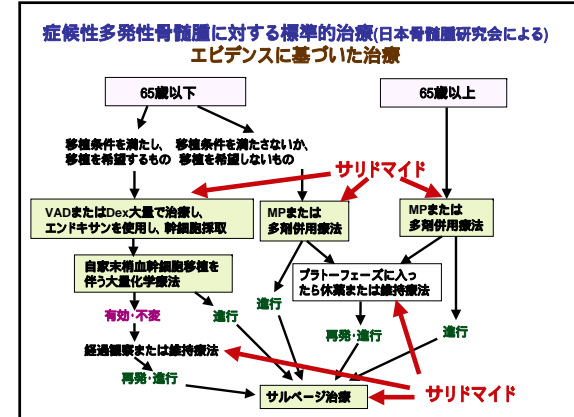 症候性多発性骨髄腫に対する標準的治療(日本骨髄腫研究会による)
エビデンスに基づいた治療
65歳以下
65歳以上
移植条件を満たし、
移植を希望するもの
移植条件を満たさないか、
移植を希望しないもの
サリドマイド
VADまたはDex大量で治療し、
エンドキサンを使用し、幹細胞採取
MPまたは
多剤併用療法
MPまたは
多剤併用療法
自家末梢血幹細胞移植を
伴う大量化学療法
プラトーフェーズに入っ
たら休薬または維持療法
有効・不変
進行
進行
再発・進行
進行
経過観察または維持療法
再発・進行
サルベージ治療
サリドマイド